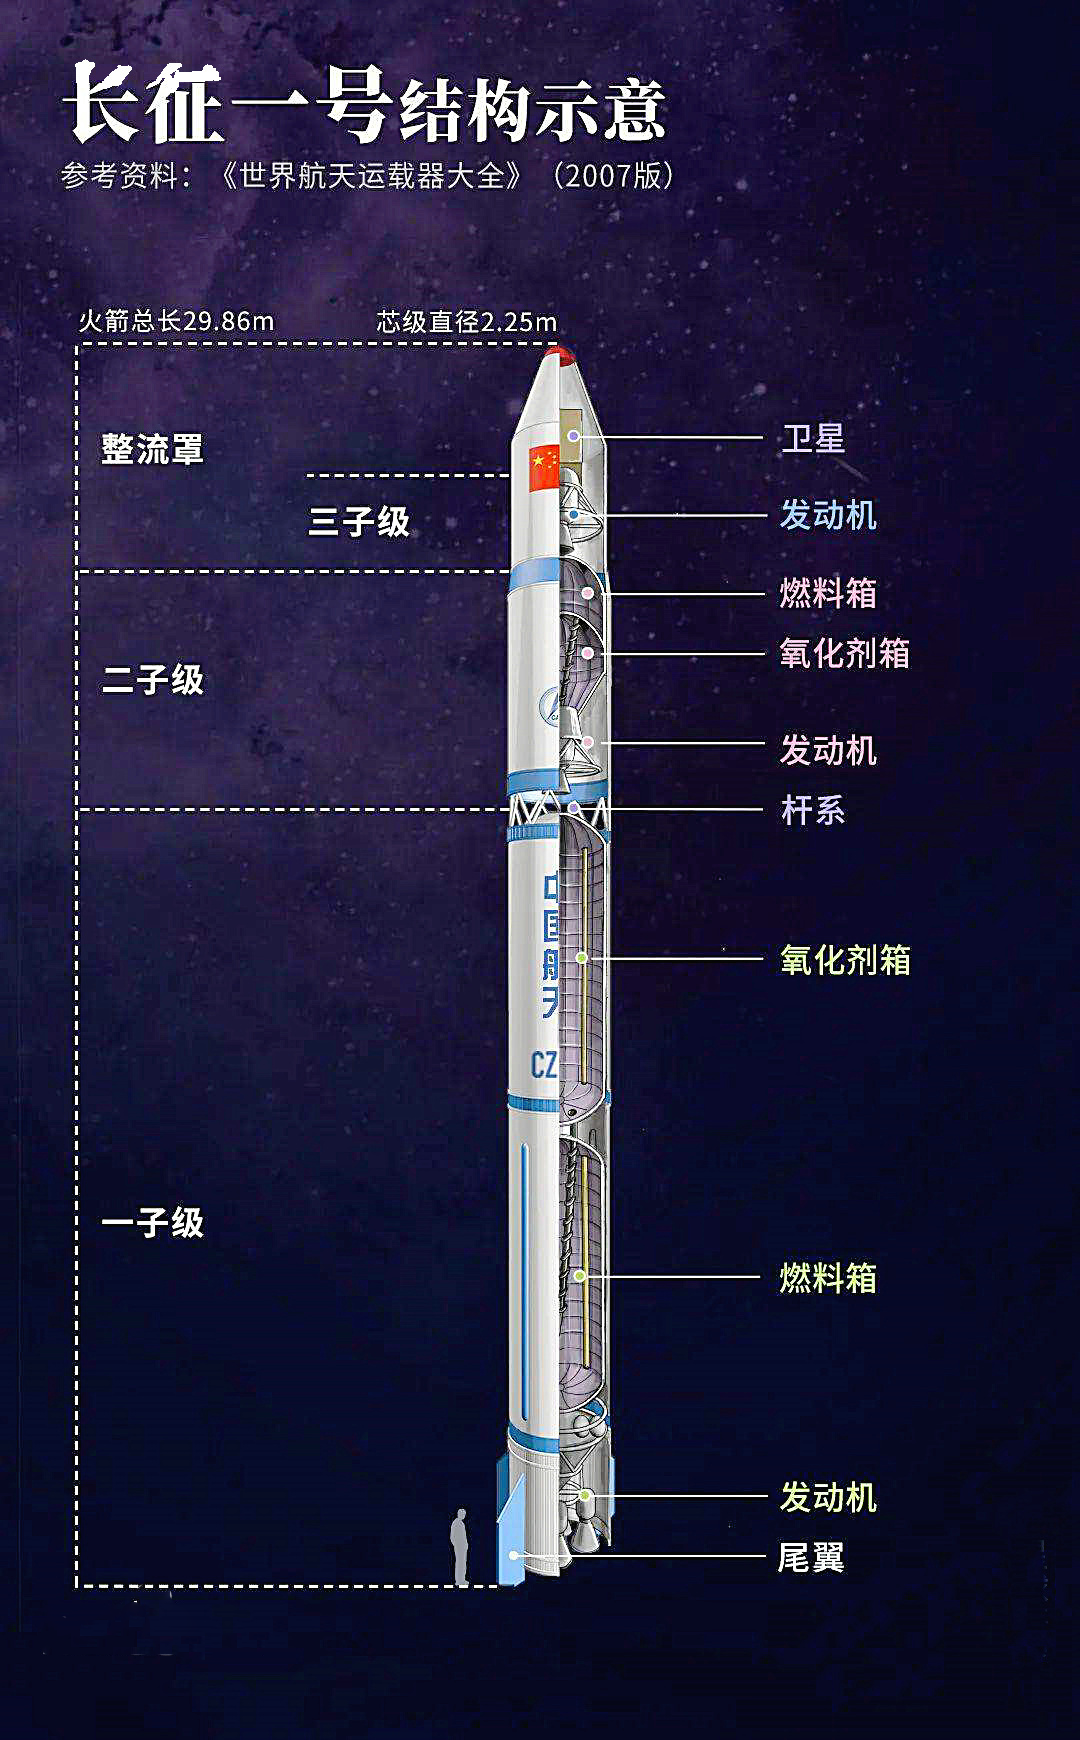 长征一号结构示意
参考资料：《世界航天运载器大全》（2007版）
火箭总长29.86m
芯级直径2.25m
整流罩
卫星
三子级
发动机
燃料箱
氧化剂箱
二子级
发动机
杆系
中国航天
氧化剂箱
CZ
一子级
燃料箱
发动机
尾翼